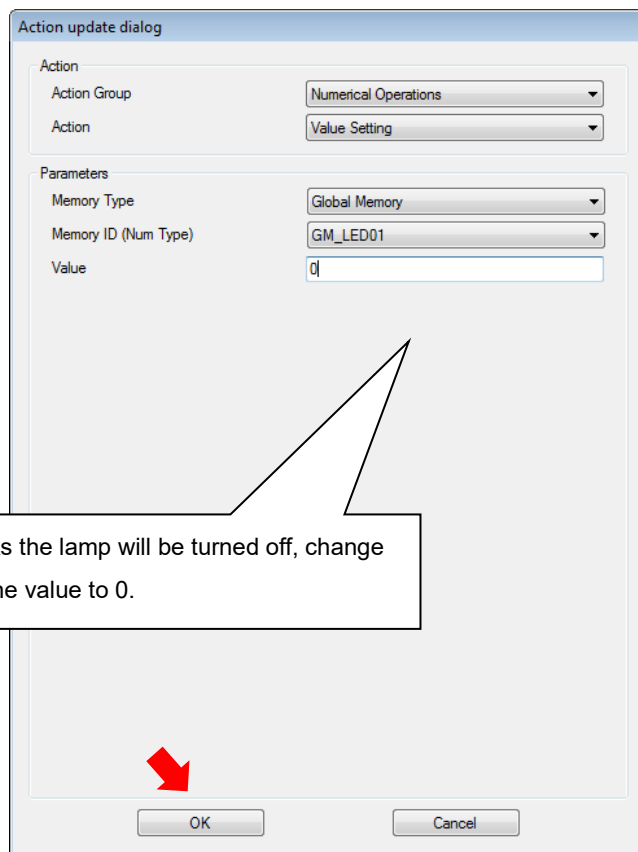 Action update dialog
Action
Action Group Numerical Operations
Action Value Setting
Parameters
Memory Type Global Memory
Memory ID (Num Type) GM_LED01
Value 0
s the lamp will be turned off, change
he value to 0.
OK Cancel